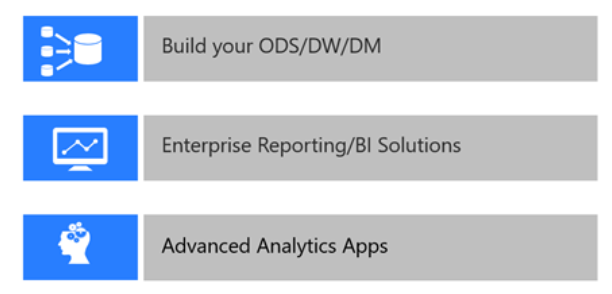 Build your ODS/DW/DM
Enterprise Reporting/BI Solutions
Advanced Analytics Apps